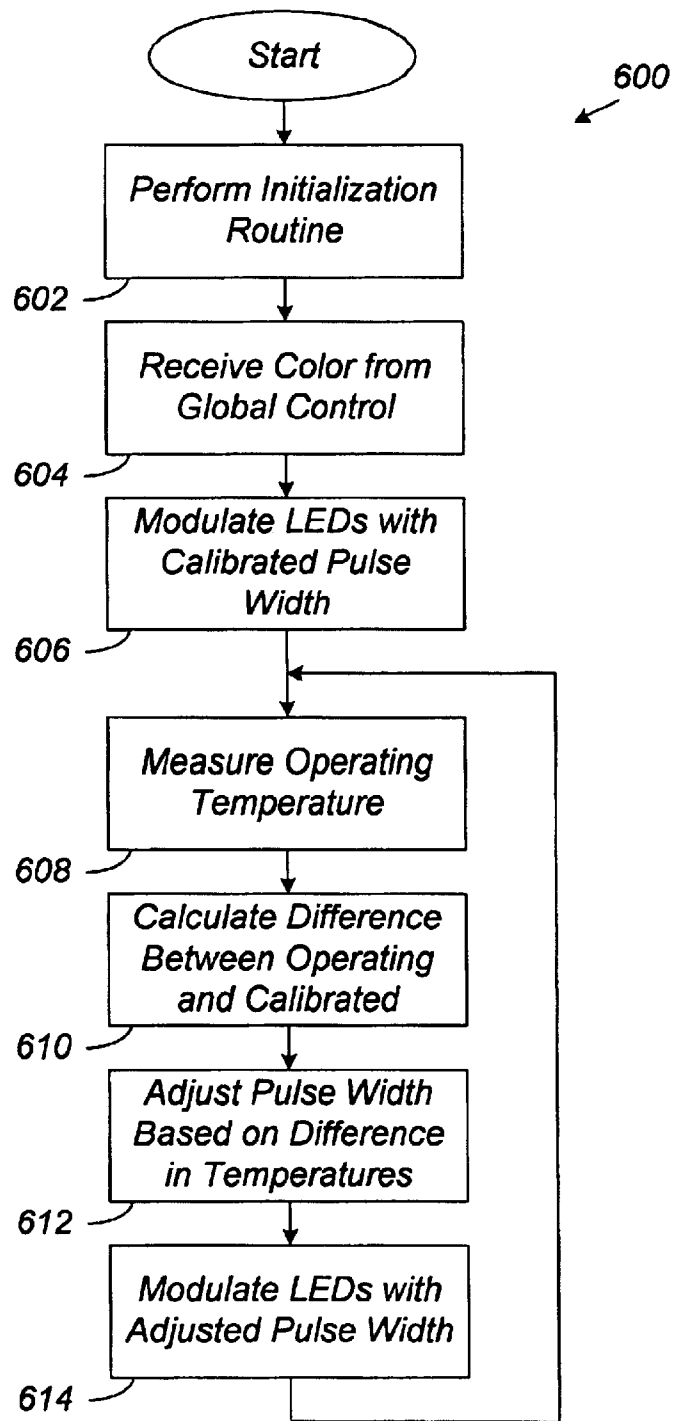 Start
600
Perform Initialization
Routine
602
Receive Color from
Global Control
604
Modulate LEDs with
Calibrated Pulse
Width
606
Measure Operating
Temperature
608
Calculate Difference
Between Operating
and Calibrated
610
Adjust Pulse Width
Based on Difference
in Temperatures
612
Modulate LEDs with
Adjusted Pulse Width
614